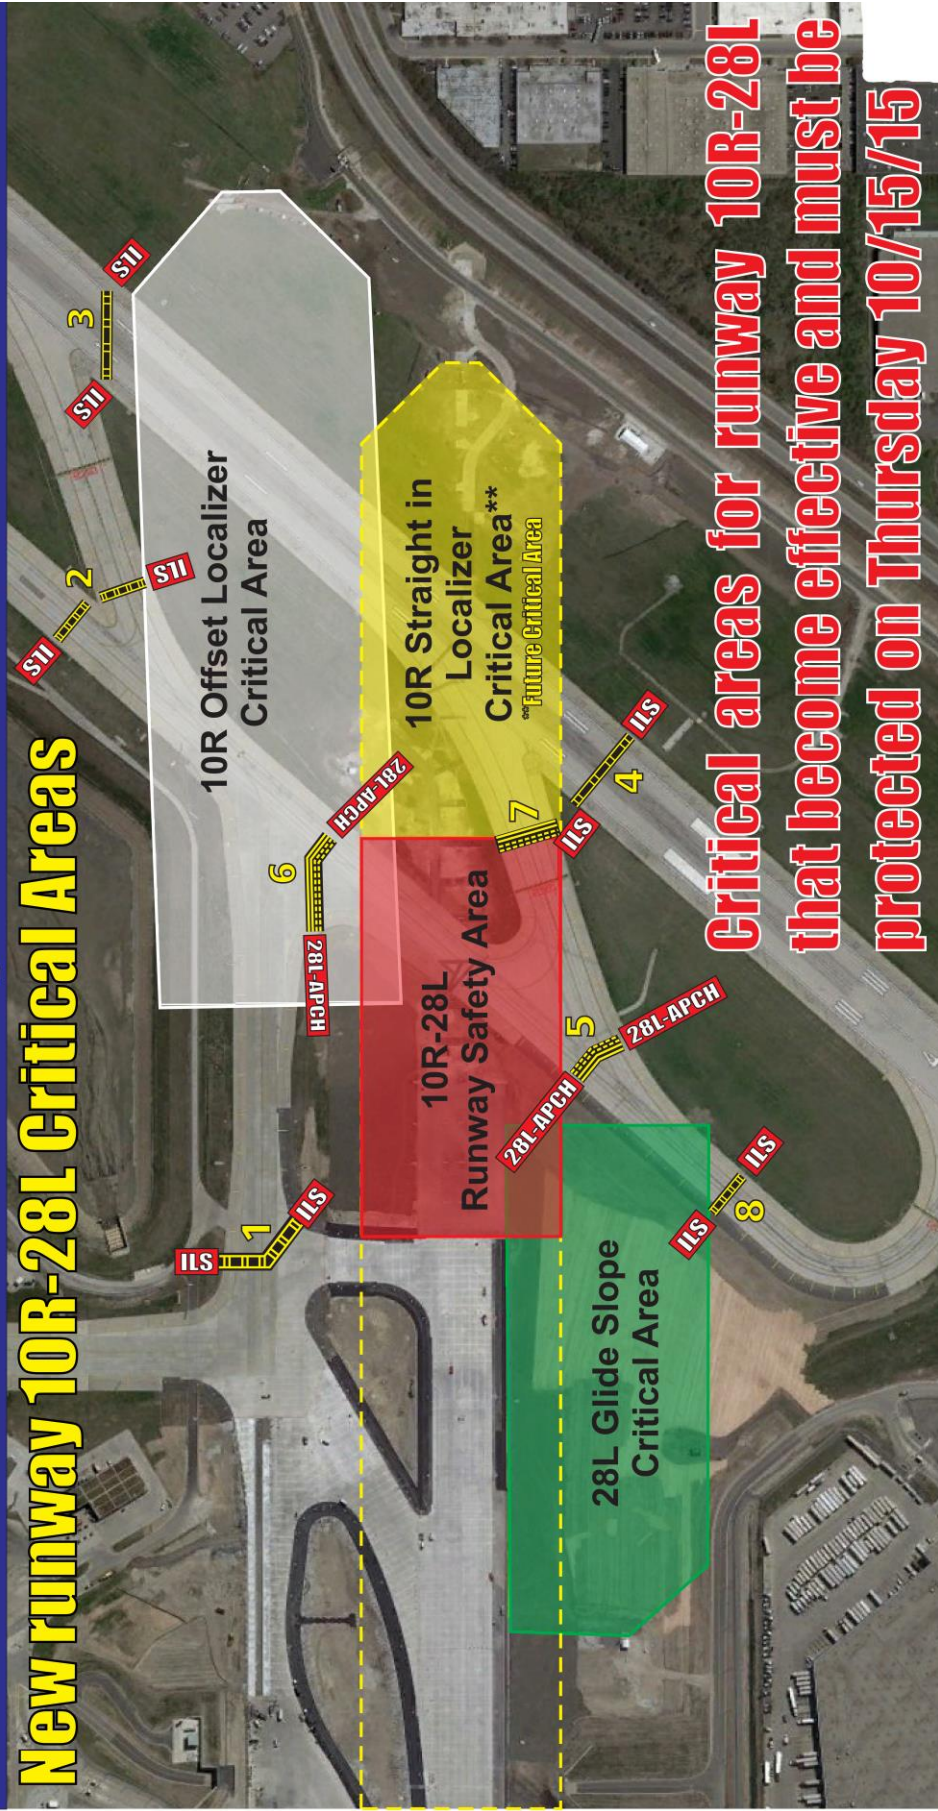 New runway 10R-28L Critical Areas
ILS
1
ILS
ILS
2
ILS
ILS
3
ILS
10R Offset Localizer
Critical Area
28L-APCH
6
28L-APCH
10R-28L
Runway Safety Area
10R Straight in
Localizer
Critical Area**
**Future Critical Area
7
ILS
4
ILS
28L-APCH
5
28L-APCH
28L Glide Slope
Critical Area
ILS
8
ILS
Critical areas for runway 10R-28L
that become effective and must be
protected on Thursday 10/15/15